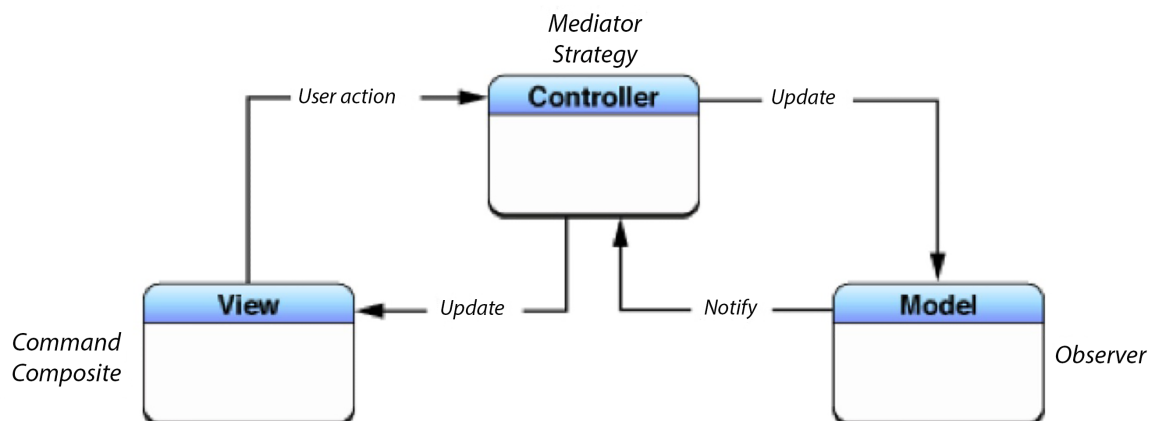 Mediator
Strategy
User action
Controller
Update
View
Update
Notify
Model
Command
Composite
Observer